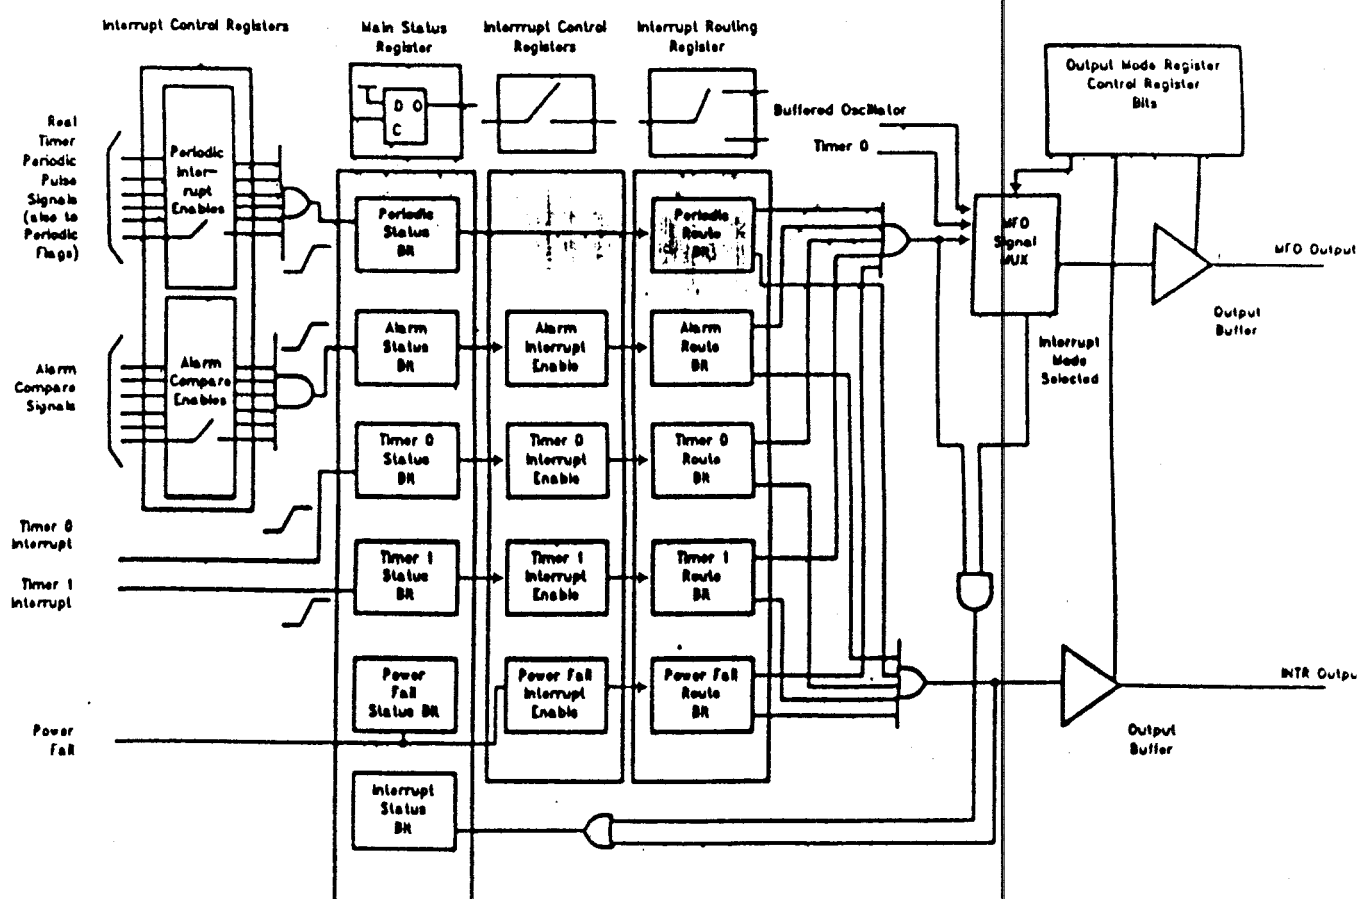 Interrupt Control Registers
Main Status
Register
Interrrupt Control
Registers
Interrupt Routing
Register
D
Q
C
Buffered Oscillator
Timer 0
Output Mode Register
Control Register
Bits
Real
Timer
Periodic
Pulse
Signals
(also to
Periodic
Flags)
Periodic
Inter-
rupt
Enables
Periodic
Status
Bit
Periodic
Route
Bit
MFO
Signal
MUX
MFO Output
Output
Buffer
Interrupt
Mode
Selected
Alarm
Compare
Signals
Alarm
Compare
Enables
Alarm
Status
Bit
Alarm
Interrupt
Enable
Alarm
Route
Bit
Timer 0
Status
Bit
Timer 0
Interrupt
Enable
Timer 0
Route
Bit
Timer 0
Interrupt
Timer 1
Interrupt
Timer 1
Status
Bit
Timer 1
Interrupt
Enable
Timer 1
Route
Bit
Power
Fail
Status Bit
Power Fail
Interrupt
Enable
Power Fail
Route
Bit
INTR Outpu
Output
Buffer
Power
Fail
Interrupt
Status
Bit